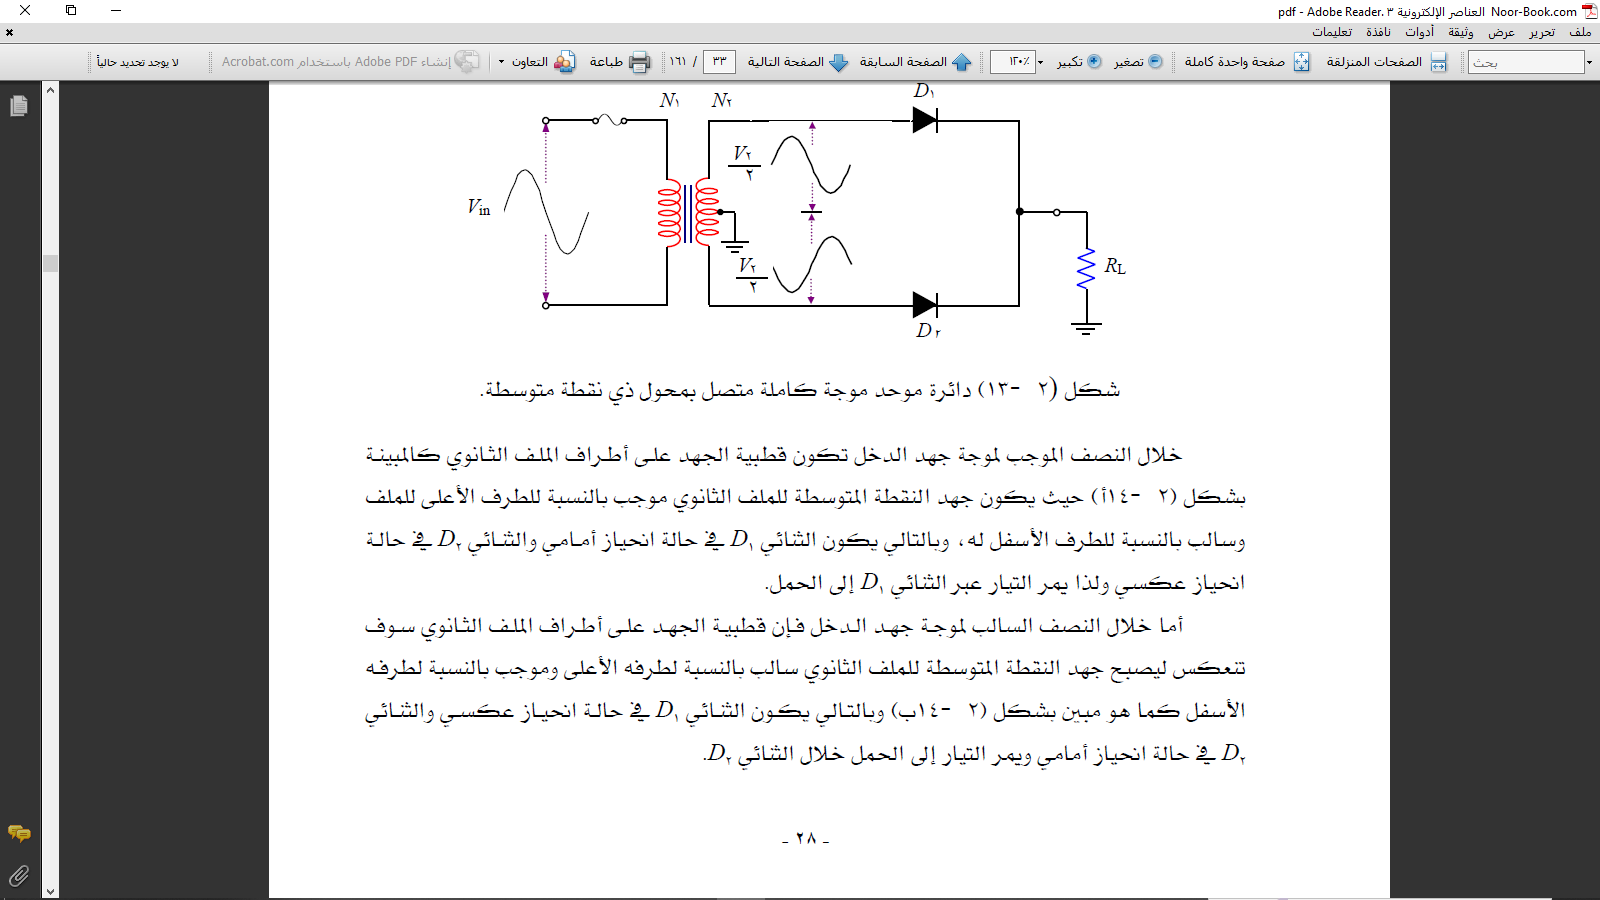 Noor-Book.com العناصر الإلكترونية ٣ .pdf - Adobe Reader
ملف تحرير عرض وثيقة أدوات نافذة تعليمات
بحث الصفحات المنزلقة صفحة واحدة كاملة تصغير تكبير ١٢٠٪ الصفحة السابقة الصفحة التالية ٣٣ / ١٦١ طباعة التعاون إنشاء Adobe PDF باستخدام Acrobat.com لا يوجد تحديد حالياً
N١ N٢ D١
V٢/٢
Vin
V٢/٢
RL
D٢
شكل (٢ -١٣) دائرة موحد موجة كاملة متصل بمحول ذي نقطة متوسطة.
خلال النصف الموجب لموجة جهد الدخل تكون قطبية الجهد على أطراف الملف الثانوي كالمبينة
بشكل (٢ -١٤أ) حيث يكون جهد النقطة المتوسطة للملف الثانوي موجب بالنسبة للطرف الأعلى للملف
وسالب بالنسبة للطرف الأسفل له، وبالتالي يكون الثنائي D١ في حالة انحياز أمامي والثنائي D٢ في حالة
انحياز عكسي ولذا يمر التيار عبر الثنائي D١ إلى الحمل.
أما خلال النصف السالب لموجة جهد الدخل فإن قطبية الجهد على أطراف الملف الثانوي سوف
تنعكس ليصبح جهد النقطة المتوسطة للملف الثانوي سالب بالنسبة لطرفه الأعلى وموجب بالنسبة لطرفه
الأسفل كما هو مبين بشكل (٢ -١٤ب) وبالتالي يكون الثنائي D١ في حالة انحياز عكسي والثنائي
D٢ في حالة انحياز أمامي ويمر التيار إلى الحمل خلال الثنائي D٢.
- ٢٨ -